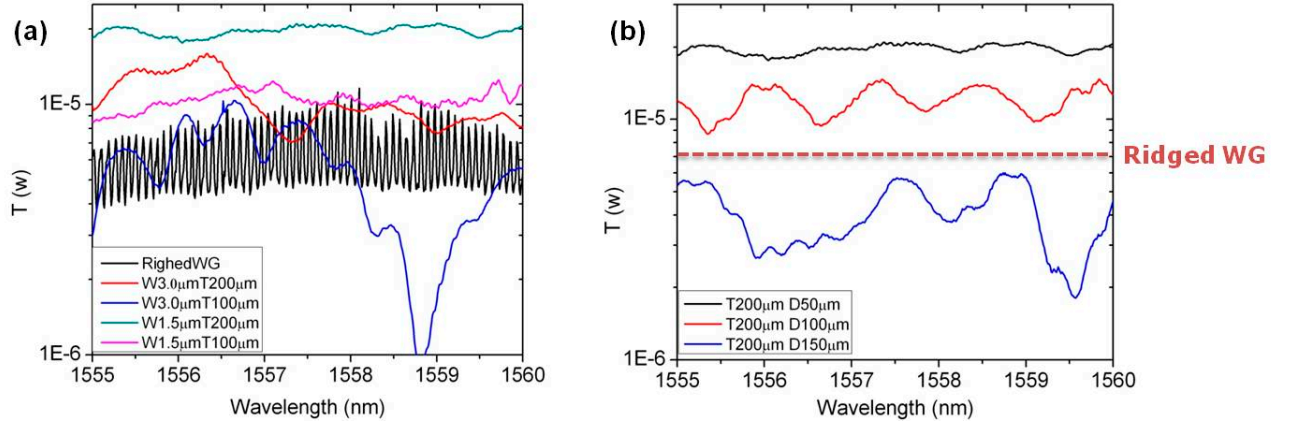 (a)
1E-5
1E-6
T (w)
RighedWG
W3.0μmT200μm
W3.0μmT100μm
W1.5μmT200μm
W1.5μmT100μm
1555 1556 1557 1558 1559 1560
Wavelength (nm)
(b)
1E-5
1E-6
T (w)
Ridged WG
T200μm D50μm
T200μm D100μm
T200μm D150μm
1555 1556 1557 1558 1559 1560
Wavelength (nm)